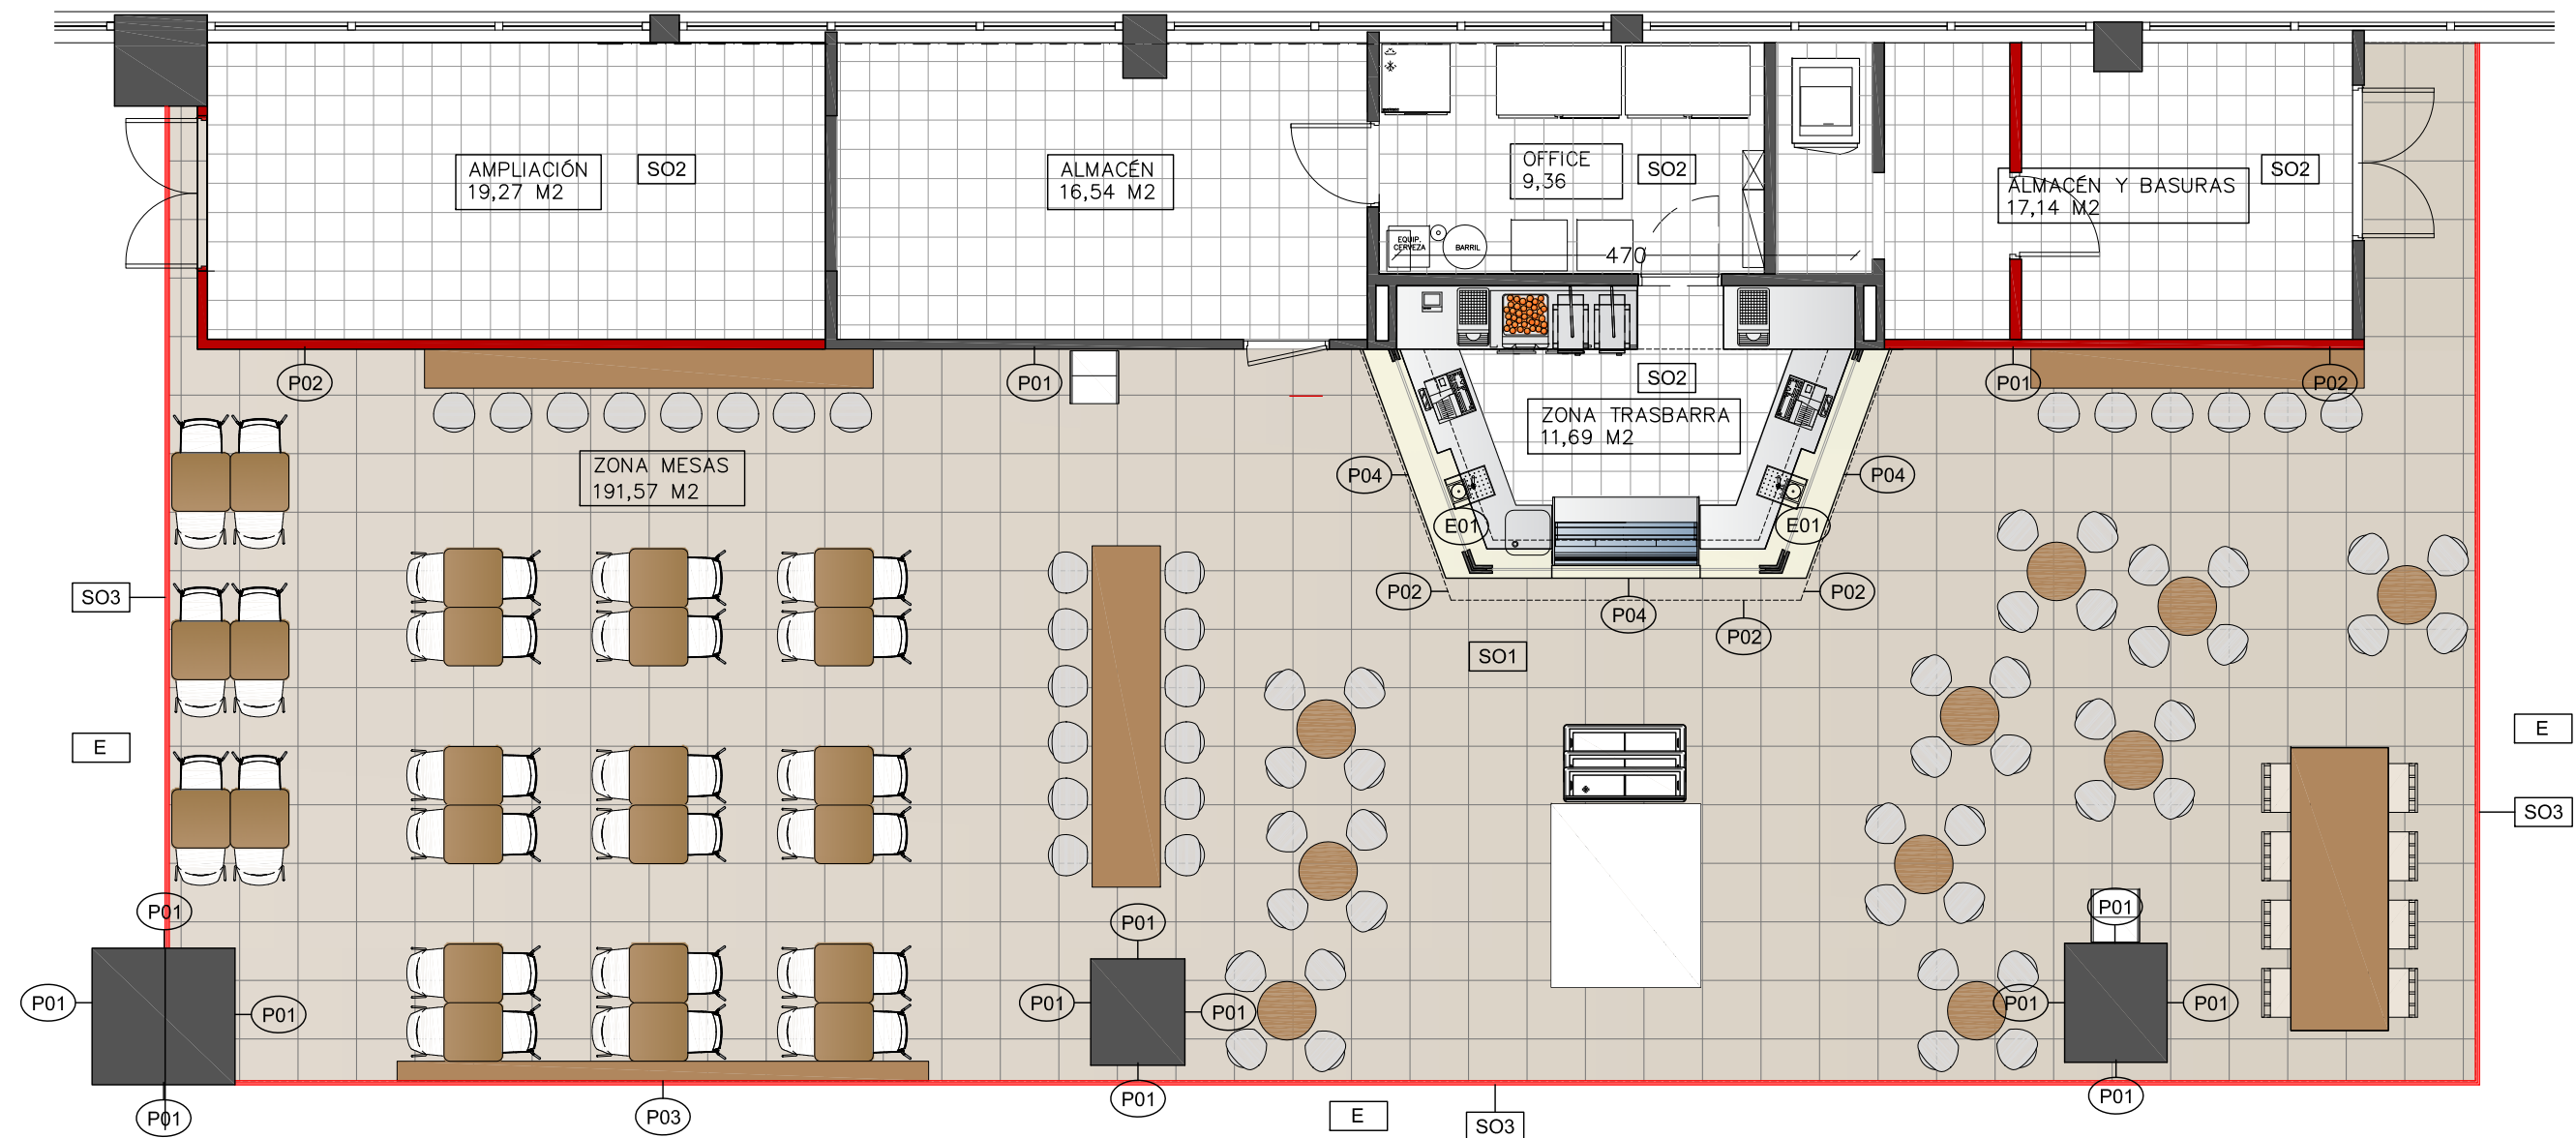 AMPLIACIÓN
19,27 M2
SO2
ALMACÉN
16,54 M2
OFFICE
9,36
SO2
ALMACÉN Y BASURAS
17,14 M2
SO2
EQUIP.
CERVEZA
BARRIL
470
P02
P01
SO2
P01
P02
ZONA TRASBARRA
11,69 M2
ZONA MESAS
191,57 M2
P04
P04
E01
E01
SO3
P02
P04
P02
P02
SO1
E
E
SO3
P01
P01
P01
P01
P01
P01
P01
P01
P01
P01
P01
P03
P01
P01
E
SO3